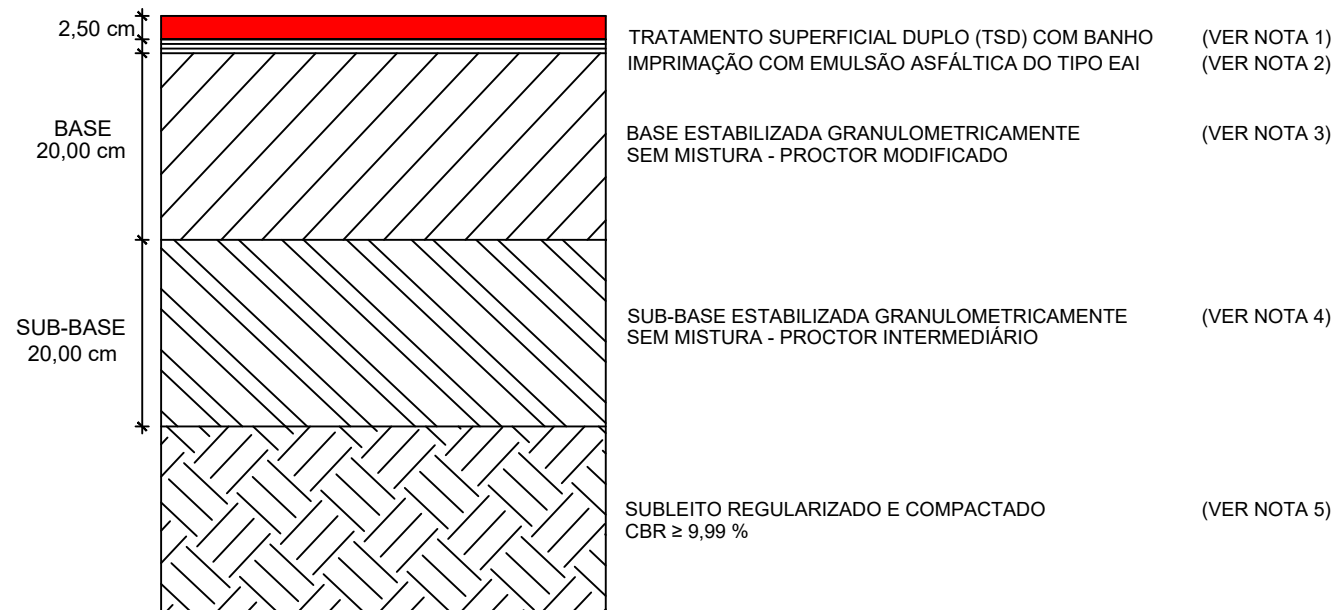 2,50 cm
TRATAMENTO SUPERFICIAL DUPLO (TSD) COM BANHO (VER NOTA 1)
IMPRIMAÇÃO COM EMULSÃO ASFÁLTICA DO TIPO EAI (VER NOTA 2)
BASE
20,00 cm
BASE ESTABILIZADA GRANULOMETRICAMENTE (VER NOTA 3)
SEM MISTURA - PROCTOR MODIFICADO
SUB-BASE
20,00 cm
SUB-BASE ESTABILIZADA GRANULOMETRICAMENTE (VER NOTA 4)
SEM MISTURA - PROCTOR INTERMEDIÁRIO
SUBLEITO REGULARIZADO E COMPACTADO (VER NOTA 5)
CBR ≥ 9,99 %